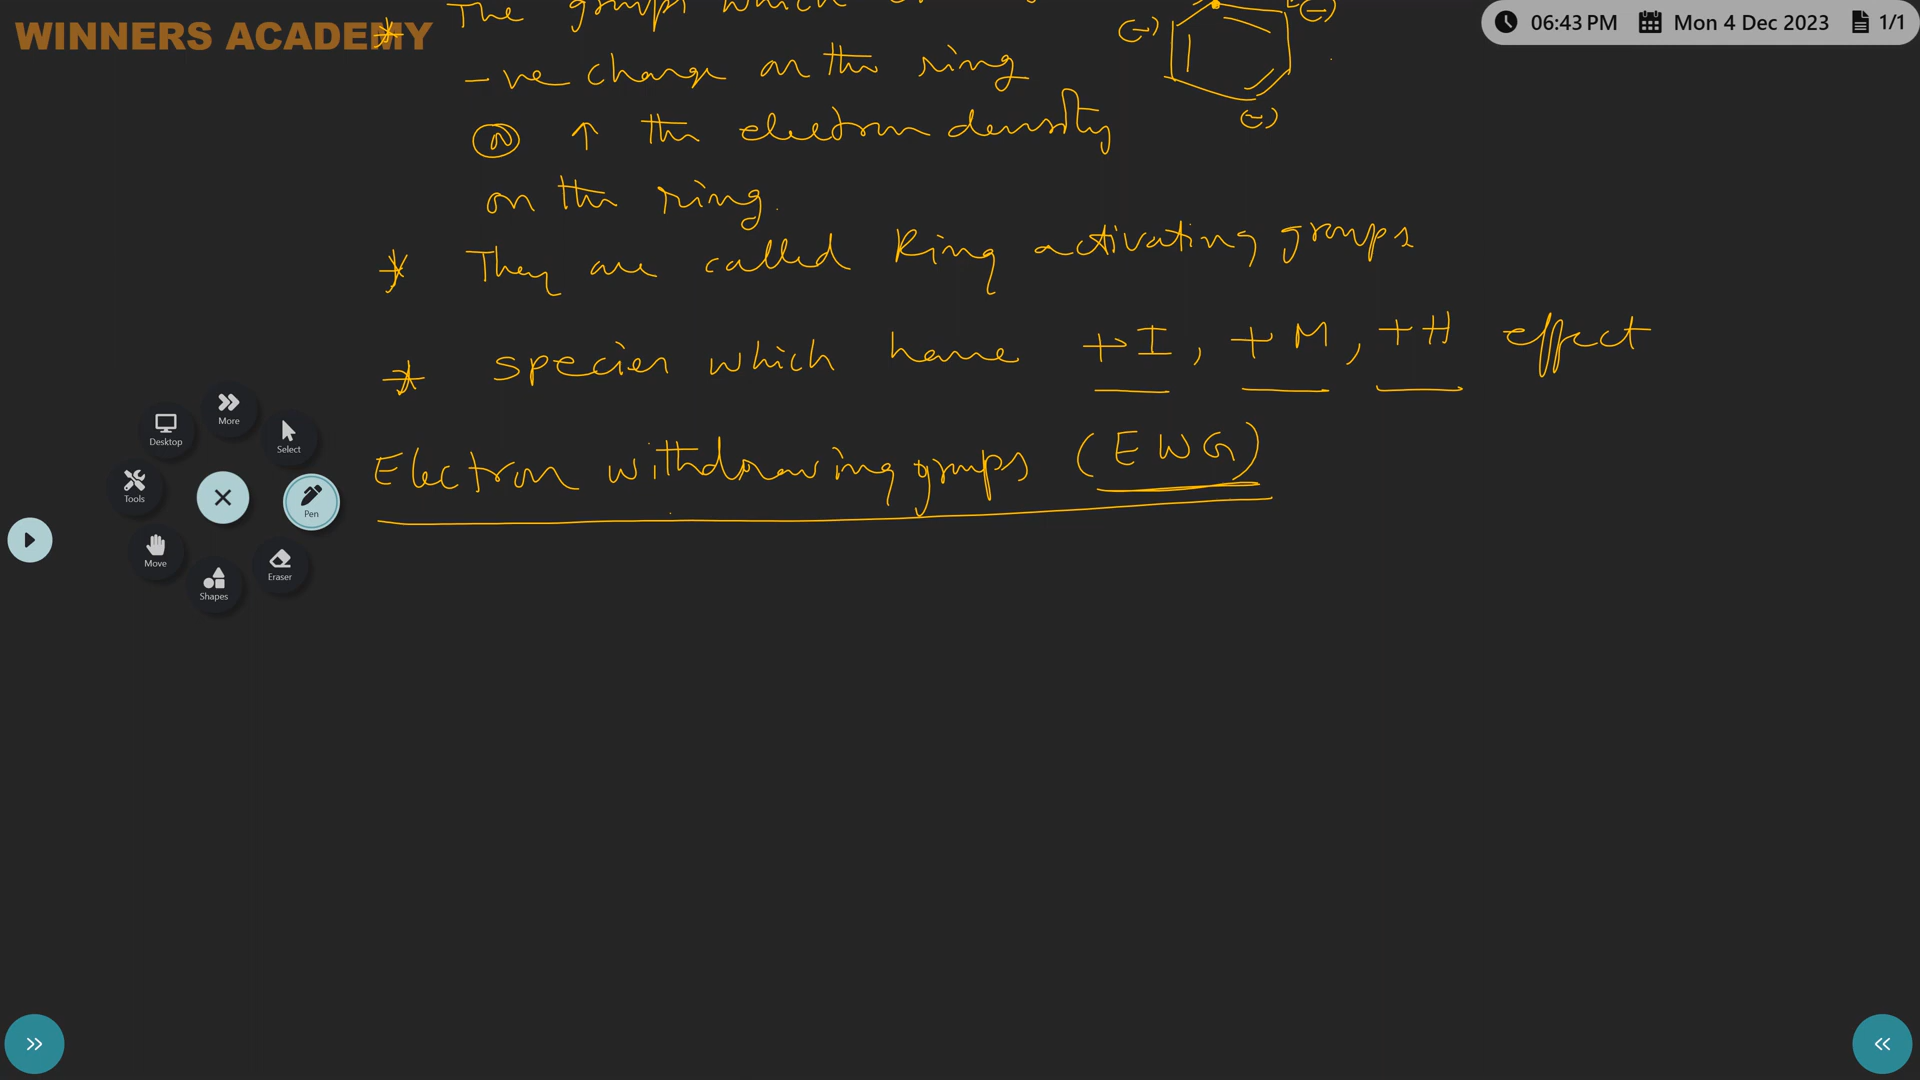 WINNERS ACADEMY
06:43 PM Mon 4 Dec 2023 1/1
* The groups which
-ve charge on the ring
(-)
(-)
(-)
↑ the electron density
on the ring.
* They are called Ring activating groups
* species which have +I, +M, +H effect
Electron withdrawing groups (EWG)
More
Desktop
Select
Tools
Pen
Move
Eraser
Shapes